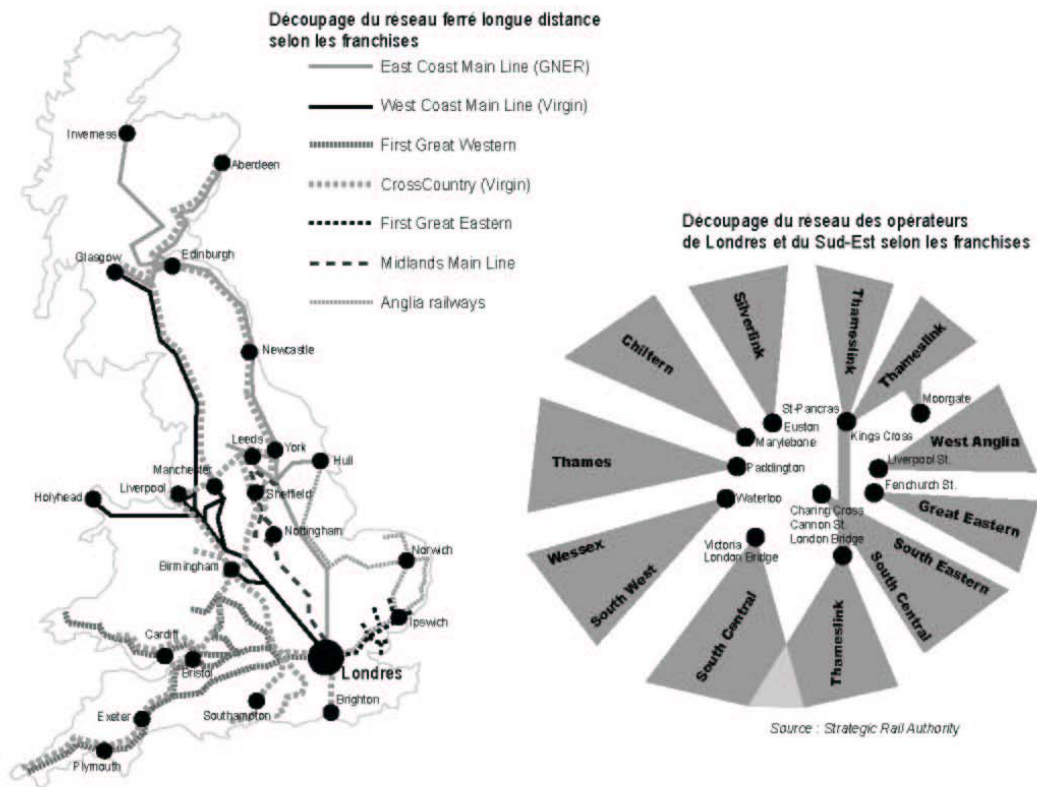 Découpage du réseau ferré longue distance
selon les franchises
East Coast Main Line (GNER)
West Coast Main Line (Virgin)
First Great Western
CrossCountry (Virgin)
First Great Eastern
Midlands Main Line
Anglia railways
Inverness
Aberdeen
Glasgow
Edinburgh
Newcastle
Leeds
York
Hull
Manchester
Liverpool
Holyhead
Sheffield
Nottingham
Norwich
Birmingham
Ipswich
Cardiff
Bristol
Londres
Brighton
Southampton
Exeter
Plymouth
Découpage du réseau des opérateurs
de Londres et du Sud-Est selon les franchises
Silverlink
Thameslink
Thameslink
Chiltern
Moorgate
St-Pancras
Euston
Kings Cross
Marylebone
West Anglia
Liverpool St.
Thames
Paddington
Fenchurch St.
Great Eastern
Waterloo
Charing Cross
Cannon St.
London Bridge
Victoria
London Bridge
Wessex
South West
South Eastern
South Central
South Central
Thameslink
Source : Strategic Rail Authority